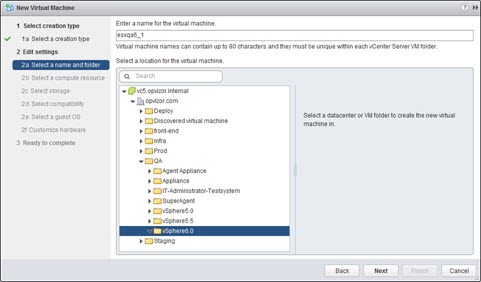 New Virtual Machine
1 Select creation type
1a Select a creation type
2 Edit settings
2a Select a name and folder
2b Select a compute resource
2c Select storage
2d Select compatibility
2e Select a guest OS
2f Customize hardware
3 Ready to complete
Enter a name for the virtual machine.
esxqa6_1
Virtual machine names can contain up to 80 characters and they must be unique within each vCenter Server VM folder.
Select a location for the virtual machine.
Search
vc5.opvizor.internal
opvizor.com
Deploy
Discovered virtual machine
front-end
infra
Prod
QA
Agent Appliance
Appliance
IT-Administrator-Testsystem
SuperAgent
vSphere5.0
vSphere5.5
vSphere6.0
Staging
Select a datacenter or VM folder to create the new virtual
machine in.
Back
Next
Finish
Cancel